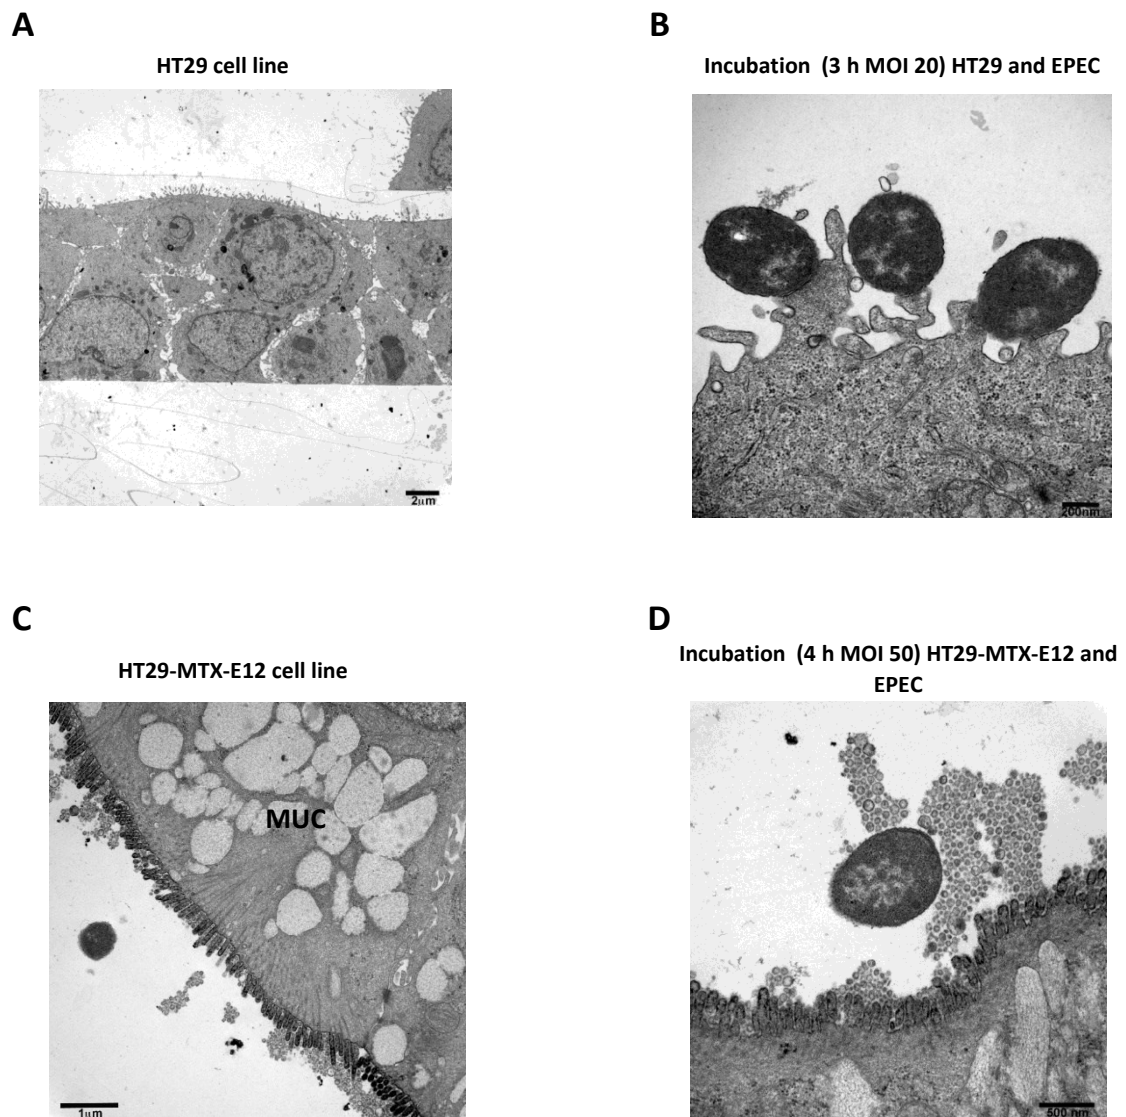 A
HT29 cell line
2µm
B
Incubation (3 h MOI 20) HT29 and EPEC
200nm
C
HT29-MTX-E12 cell line
MUC
1µm
D
Incubation (4 h MOI 50) HT29-MTX-E12 and
EPEC
500 nm